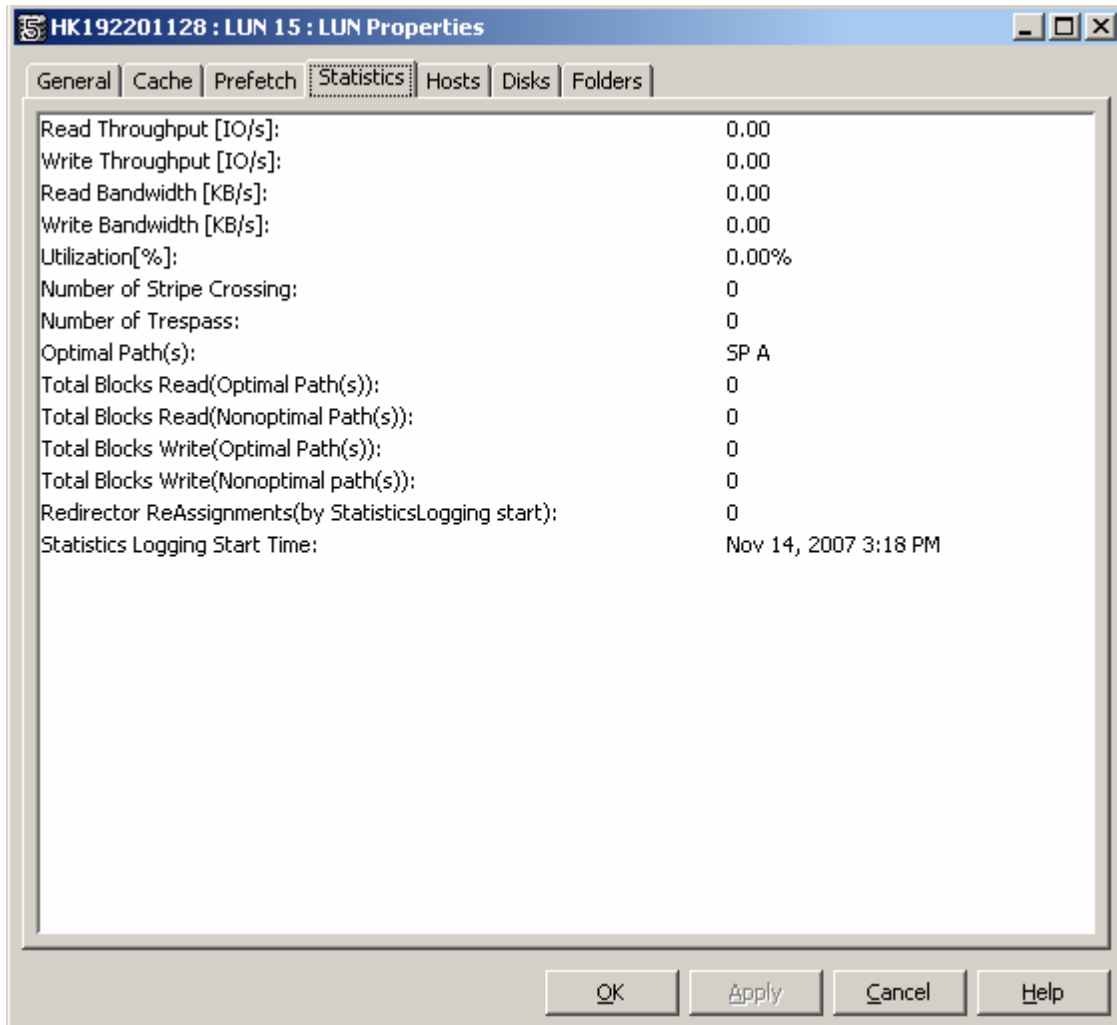 HK192201128 : LUN 15 : LUN Properties
General Cache Prefetch Statistics Hosts Disks Folders
Read Throughput [IO/s]: 0.00
Write Throughput [IO/s]: 0.00
Read Bandwidth [KB/s]: 0.00
Write Bandwidth [KB/s]: 0.00
Utilization[%]: 0.00%
Number of Stripe Crossing: 0
Number of Trespass: 0
Optimal Path(s): SP A
Total Blocks Read(Optimal Path(s)): 0
Total Blocks Read(Nonoptimal Path(s)): 0
Total Blocks Write(Optimal Path(s)): 0
Total Blocks Write(Nonoptimal path(s)): 0
Redirector ReAssignments(by StatisticsLogging start): 0
Statistics Logging Start Time: Nov 14, 2007 3:18 PM
OK Apply Cancel Help